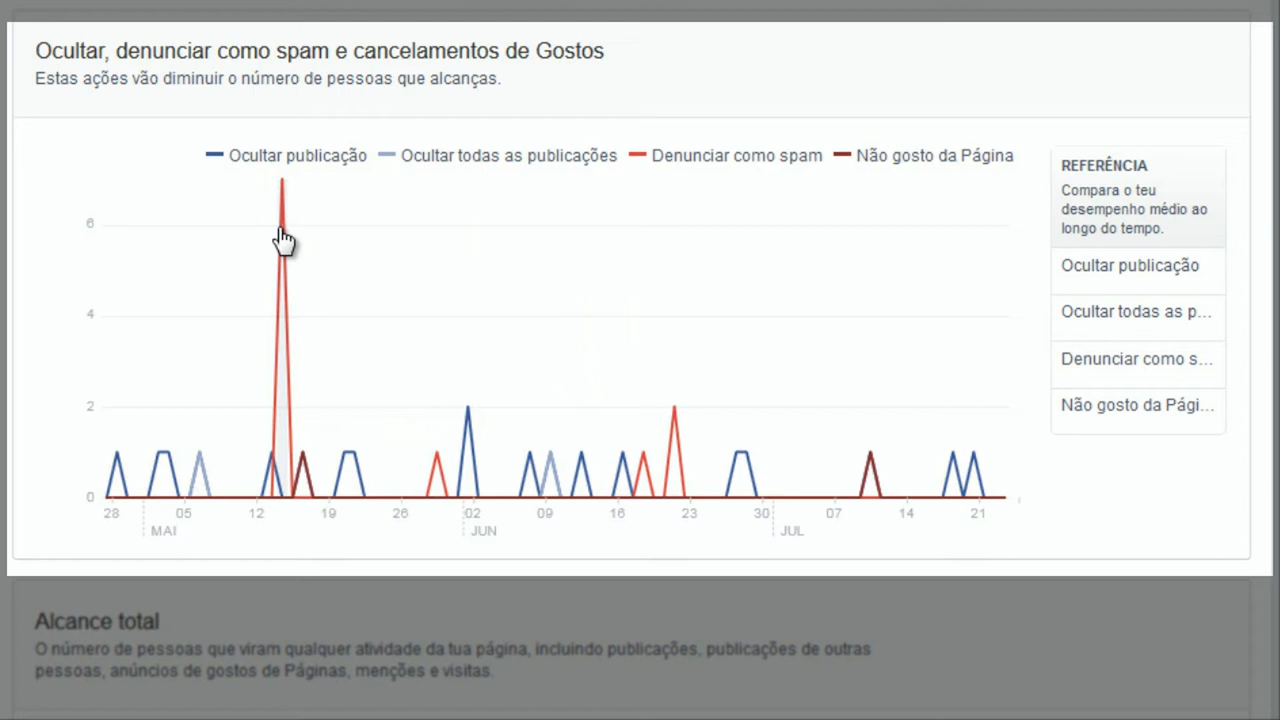 Ocultar, denunciar como spam e cancelamentos de Gostos
Estas ações vão diminuir o número de pessoas que alcanças.
Ocultar publicação Ocultar todas as publicações Denunciar como spam Não gosto da Página
6
4
2
0
28 05 12 19 26 02 09 16 23 30 07 14 21
MAI JUN JUL
REFERÊNCIA
Compara o teu
desempenho médio ao
longo do tempo.
Ocultar publicação
Ocultar todas as p...
Denunciar como s...
Não gosto da Pági...
Alcance total
O número de pessoas que viram qualquer atividade da tua página, incluindo publicações, publicações de outras
pessoas, anúncios de gostos de Páginas, menções e visitas.